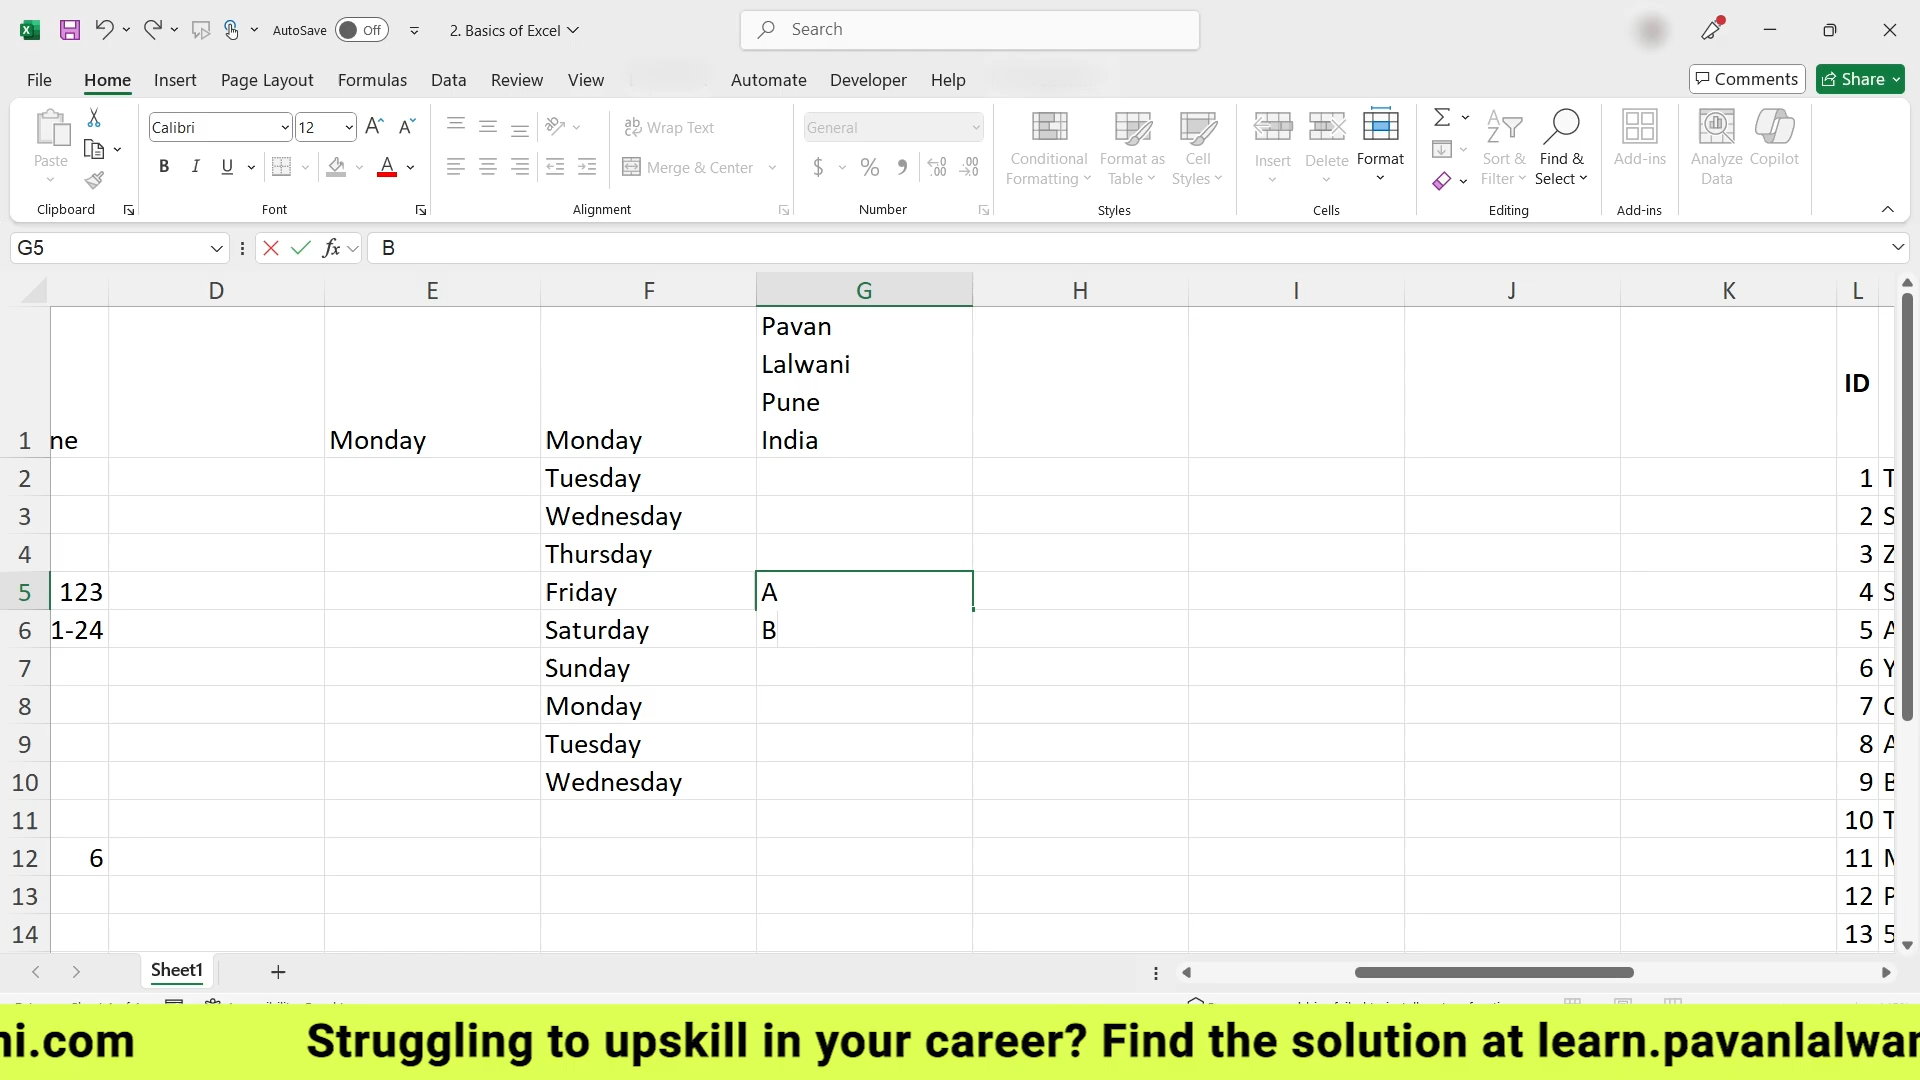 AutoSave Off 2. Basics of Excel Search
File Home Insert Page Layout Formulas Data Review View Automate Developer Help Comments Share
Paste Calibri 12 Wrap Text General Conditional Formatting Format as Table Cell Styles Insert Delete Format Sort & Filter Find & Select Add-ins Analyze Data Copilot
B I U A Merge & Center $ % 9 .00
Clipboard Font Alignment Number Styles Cells Editing Add-ins
G5 fx B
D E F G H I J K L
Pavan
Lalwani
Pune
1 ne Monday Monday India ID
2 Tuesday 1 T
3 Wednesday 2 S
4 Thursday 3 Z
5 123 Friday A 4 S
6 1-24 Saturday B 5 A
7 Sunday 6 Y
8 Monday 7
9 Tuesday 8 A
10 Wednesday 9 B
11 10 T
12 6 11
13 12 P
14 13 5
Sheet1
ni.com Struggling to upskill in your career? Find the solution at learn.pavanlalwan